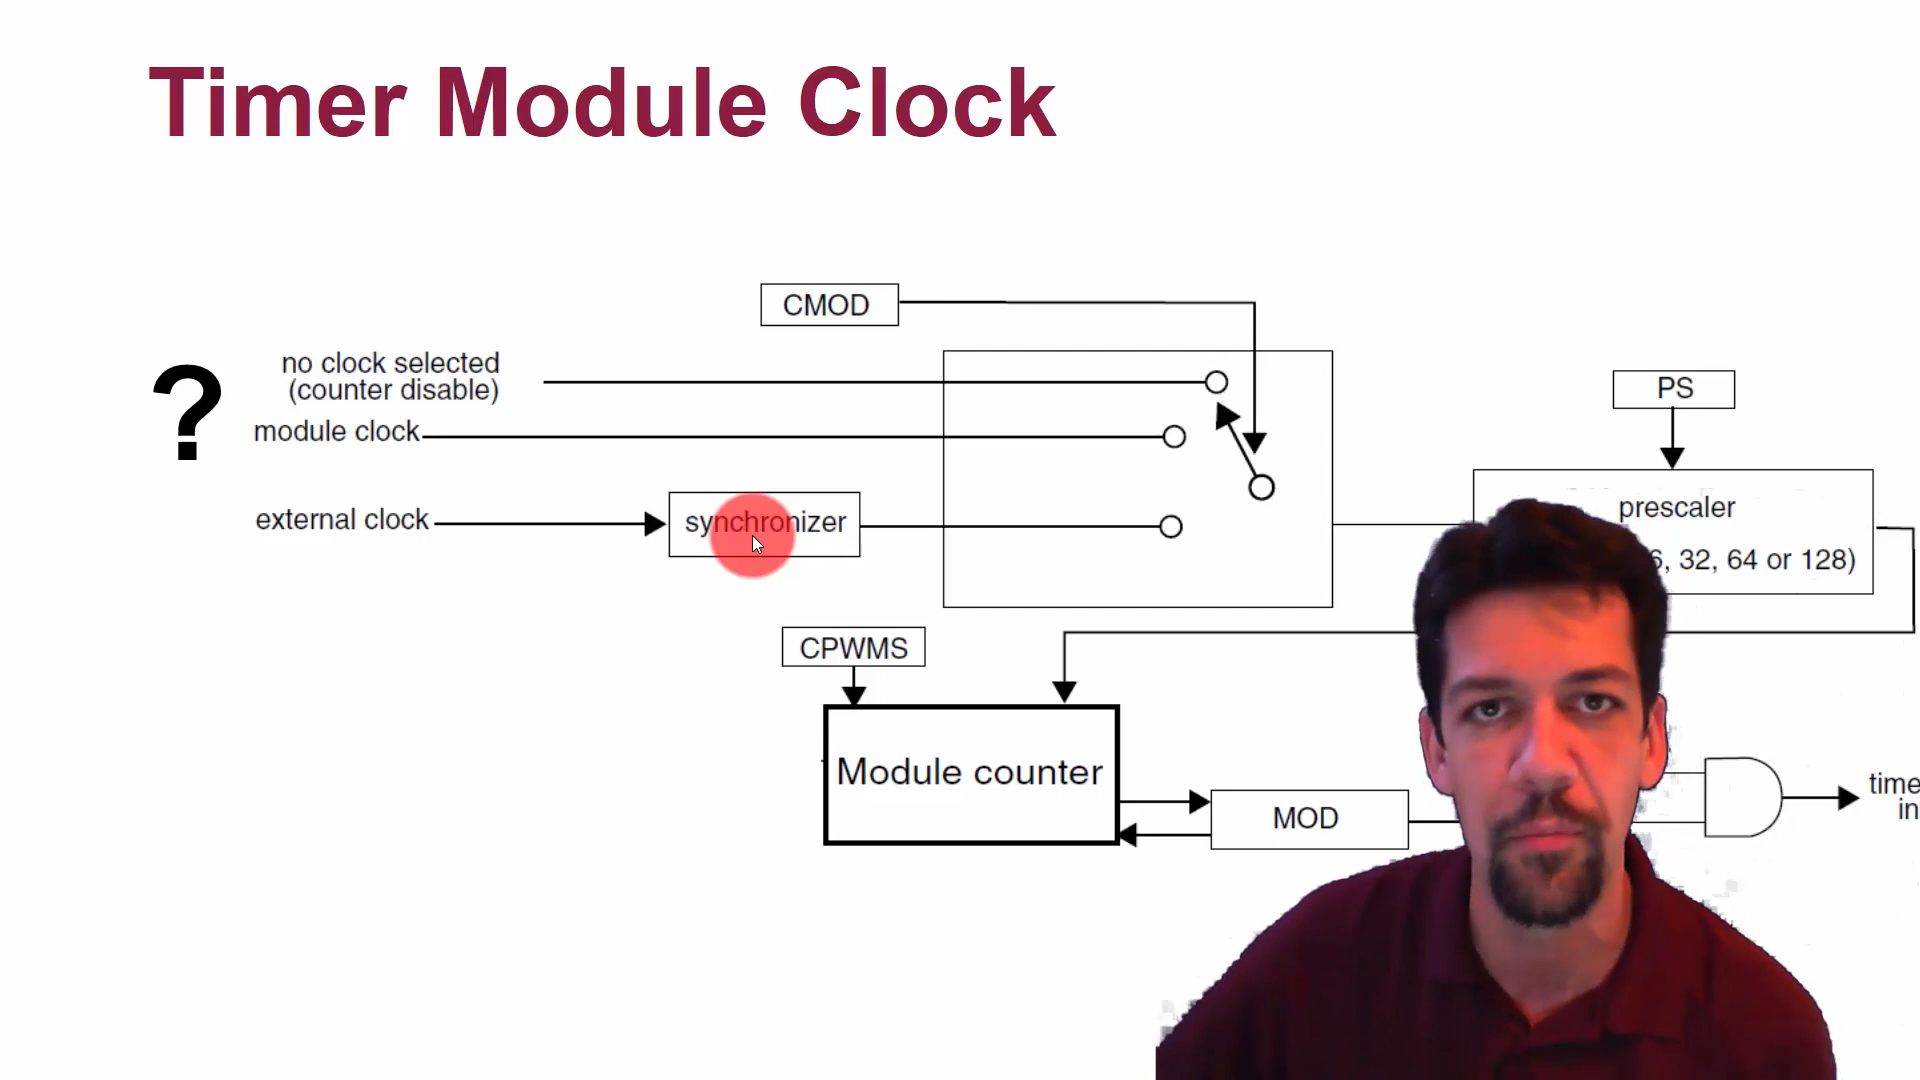 Timer Module Clock
CMOD
?
no clock selected
(counter disable)
module clock
PS
external clock
synchronizer
prescaler
, 32, 64 or 128)
CPWMS
Module counter
MOD
time
in